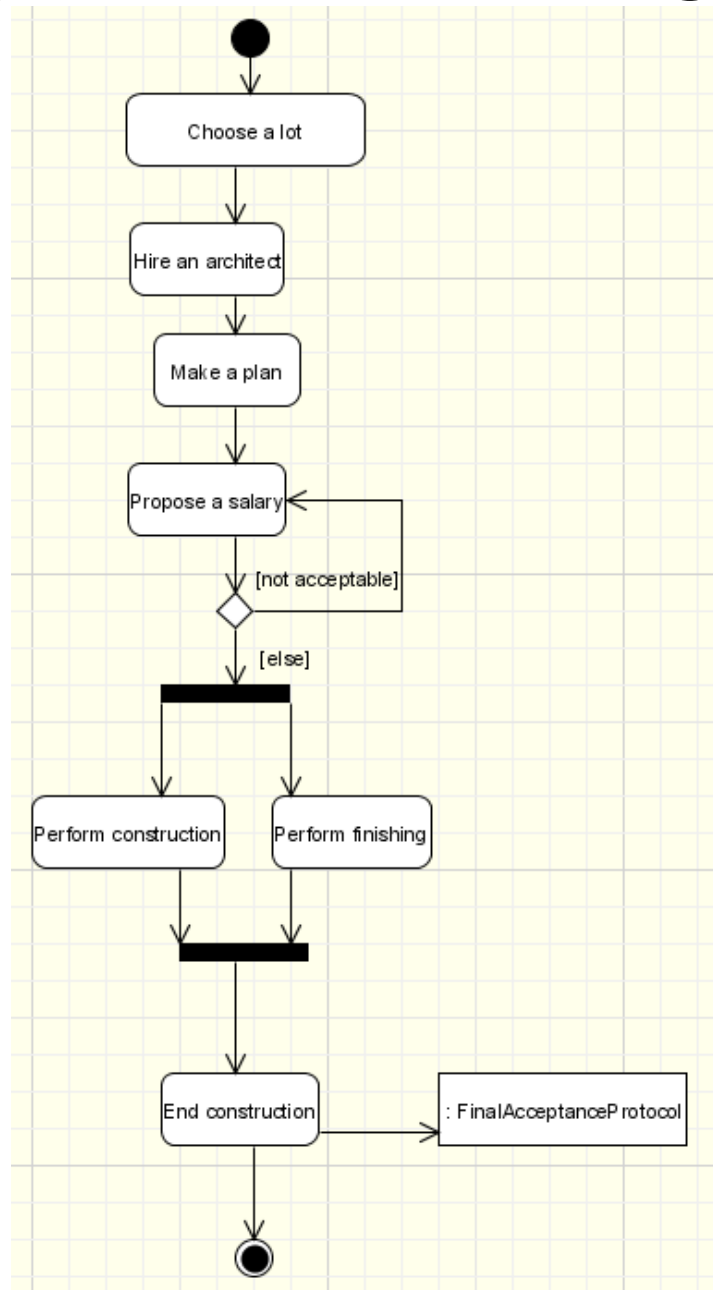 Choose a lot
Hire an architect
Make a plan
Propose a salary
[not acceptable]
[else]
Perform construction
Perform finishing
End construction
: FinalAcceptanceProtocol